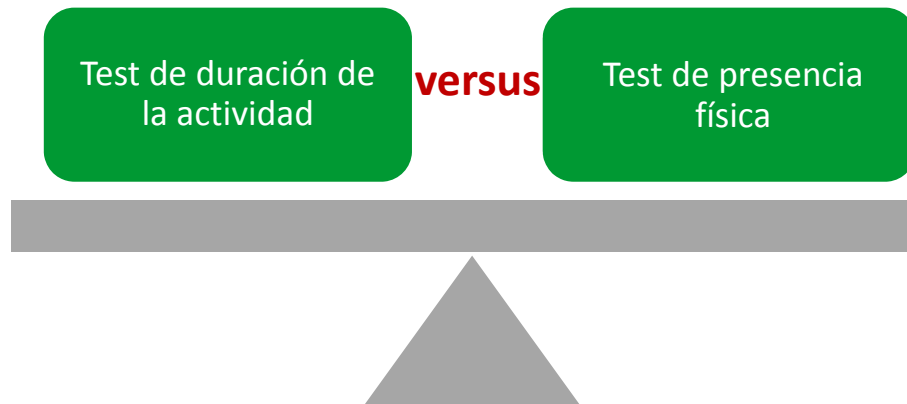 Test de duración de
la actividad
versus
Test de presencia
física